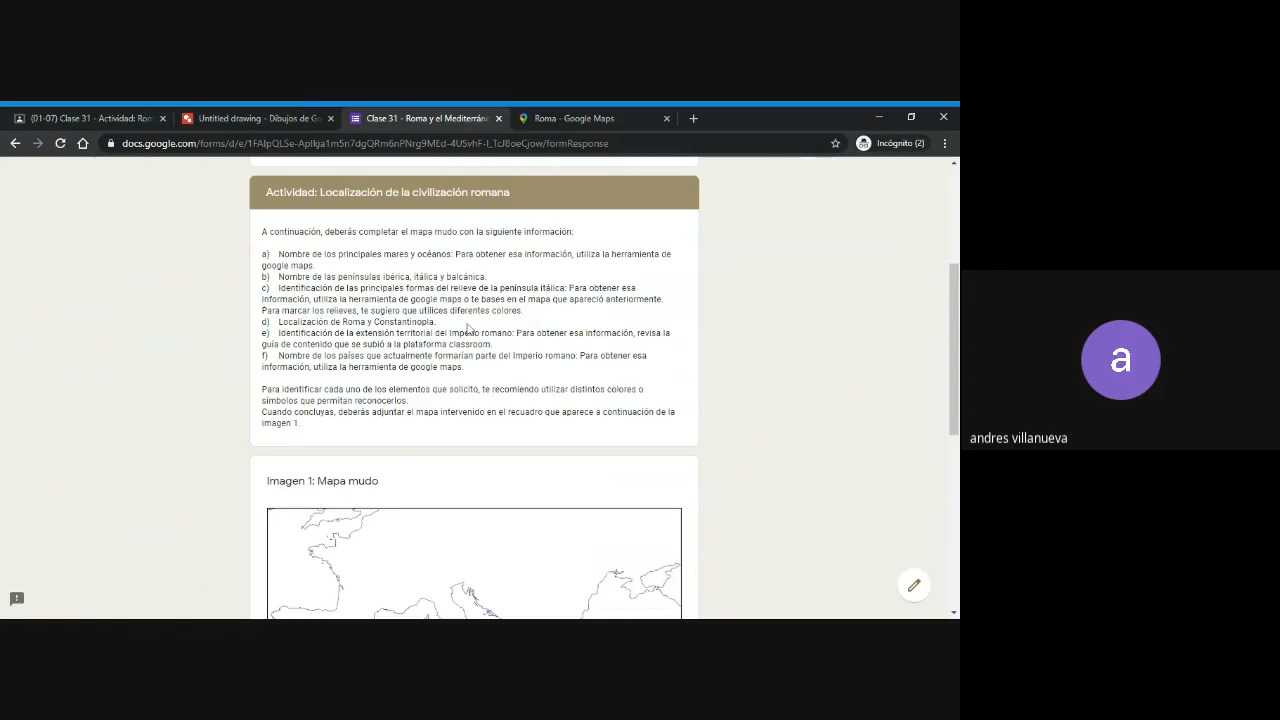 (01-07) Clase 31 - Actividad: Rom
Untitled drawing - Dibujos de Go
Clase 31 - Roma y el Mediterráne
Roma - Google Maps
docs.google.com/forms/d/e/1FAIpQLSe-Aplkja1m5n7dgQRm6nPNrg9MEd-4USvhF-l_TcJ8oeCjow/formResponse
Incógnito (2)
Actividad: Localización de la civilización romana
A continuación, deberás completar el mapa mudo con la siguiente información:
a) Nombre de los principales mares y océanos: Para obtener esa información, utiliza la herramienta de
google maps.
b) Nombre de las penínsulas ibérica, itálica y balcánica.
c) Identificación de las principales formas del relieve de la península itálica: Para obtener esa
información, utiliza la herramienta de google maps o te bases en el mapa que apareció anteriormente.
Para marcar los relieves, te sugiero que utilices diferentes colores.
d) Localización de Roma y Constantinopla.
e) Identificación de la extensión territorial del Imperio romano: Para obtener esa información, revisa la
guía de contenido que se subió a la plataforma classroom.
f) Nombre de los países que actualmente formarían parte del Imperio romano: Para obtener esa
información, utiliza la herramienta de google maps.
Para identificar cada uno de los elementos que solicito, te recomiendo utilizar distintos colores o
símbolos que permitan reconocerlos.
Cuando concluyas, deberás adjuntar el mapa intervenido en el recuadro que aparece a continuación de la
imagen 1.
Imagen 1: Mapa mudo
a
andres villanueva